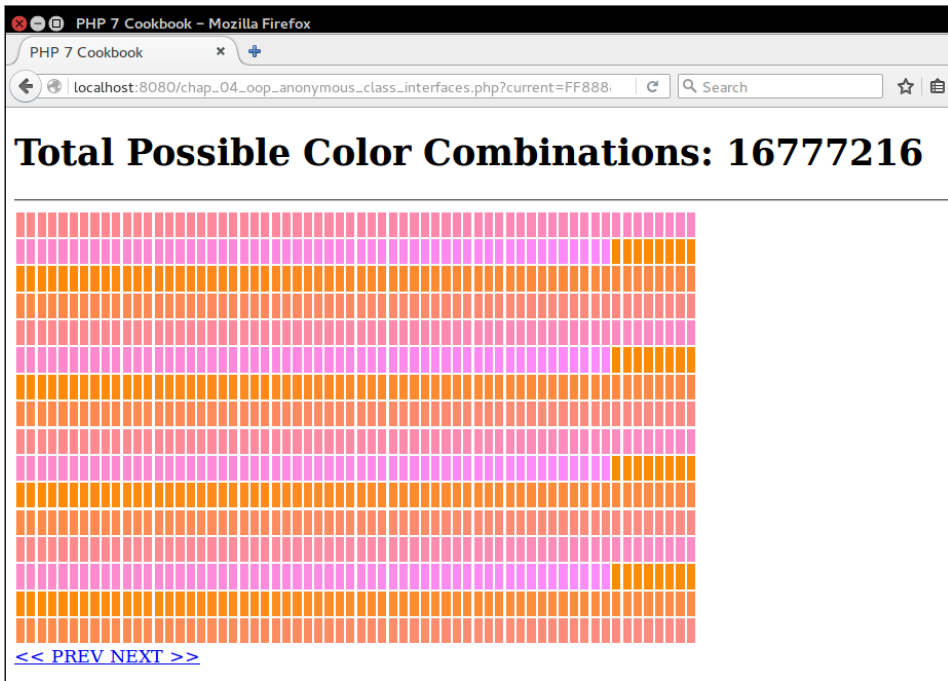 PHP 7 Cookbook – Mozilla Firefox
PHP 7 Cookbook
localhost:8080/chap_04_oop_anonymous_class_interfaces.php?current=FF888
Search
Total Possible Color Combinations: 16777216
<< PREV NEXT >>